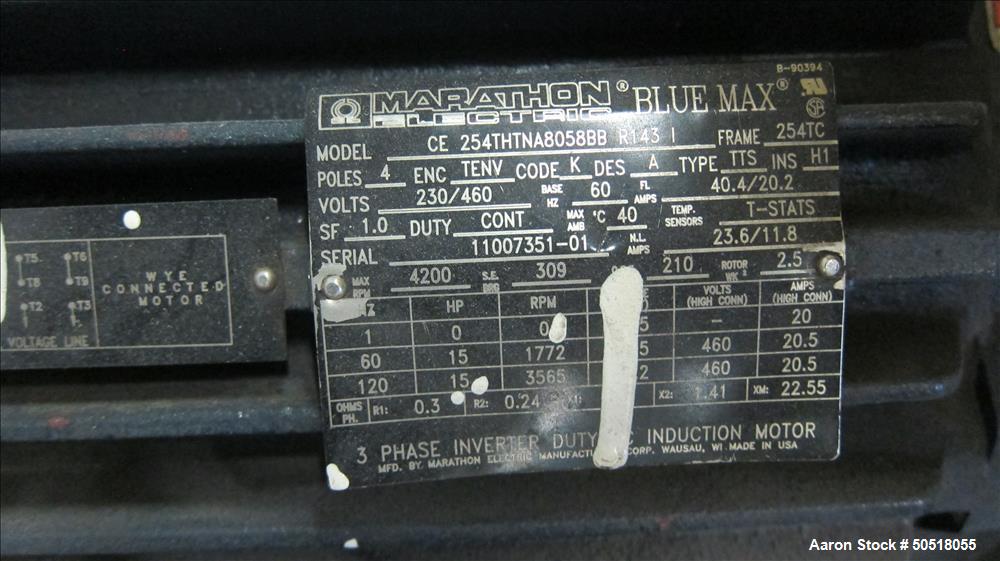 B-90394
MARATHON ELECTRIC® BLUE MAX®
MODEL CE 254THTNA8058BB R143 I FRAME 254TC
POLES 4 ENC TENV CODE K DES A TYPE TTS INS H1
VOLTS 230/460 BASE HZ 60 FL AMPS 40.4/20.2
SF 1.0 DUTY CONT MAX AMB °C 40 TEMP. SENSORS T-STATS
SERIAL 11007351-01 N.L. AMPS 23.6/11.8
MAX RPM 4200 S.E. BRG 309 210 ROTOR WK² 2.5
HP RPM VOLTS (HIGH CONN) AMPS (HIGH CONN)
1 0 5 – 20
60 15 1772 5 460 20.5
120 15 3565 2 460 20.5
OHMS PH. R1: 0.3 R2: 0.24 X1: X2: 1.41 XM: 22.55
3 PHASE INVERTER DUTY INDUCTION MOTOR
MFD. BY MARATHON ELECTRIC CORP. WAUSAU, WI. MADE IN USA
T5 T6
T8 T9
T2 T3
VOLTAGE LINE
WYE
CONNECTED
MOTOR
Aaron Stock # 50518055